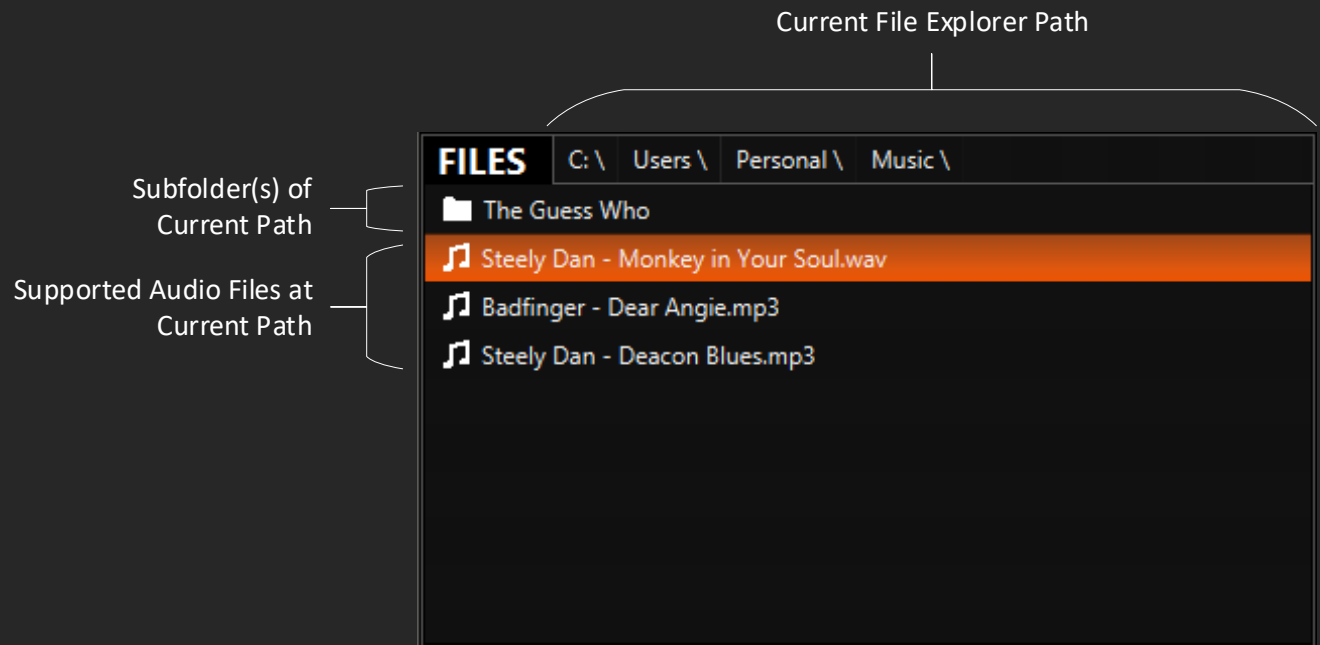 Current File Explorer Path
FILES C: \ Users \ Personal \ Music \
Subfolder(s) of
Current Path
The Guess Who
Steely Dan - Monkey in Your Soul.wav
Supported Audio Files at
Current Path
Badfinger - Dear Angie.mp3
Steely Dan - Deacon Blues.mp3